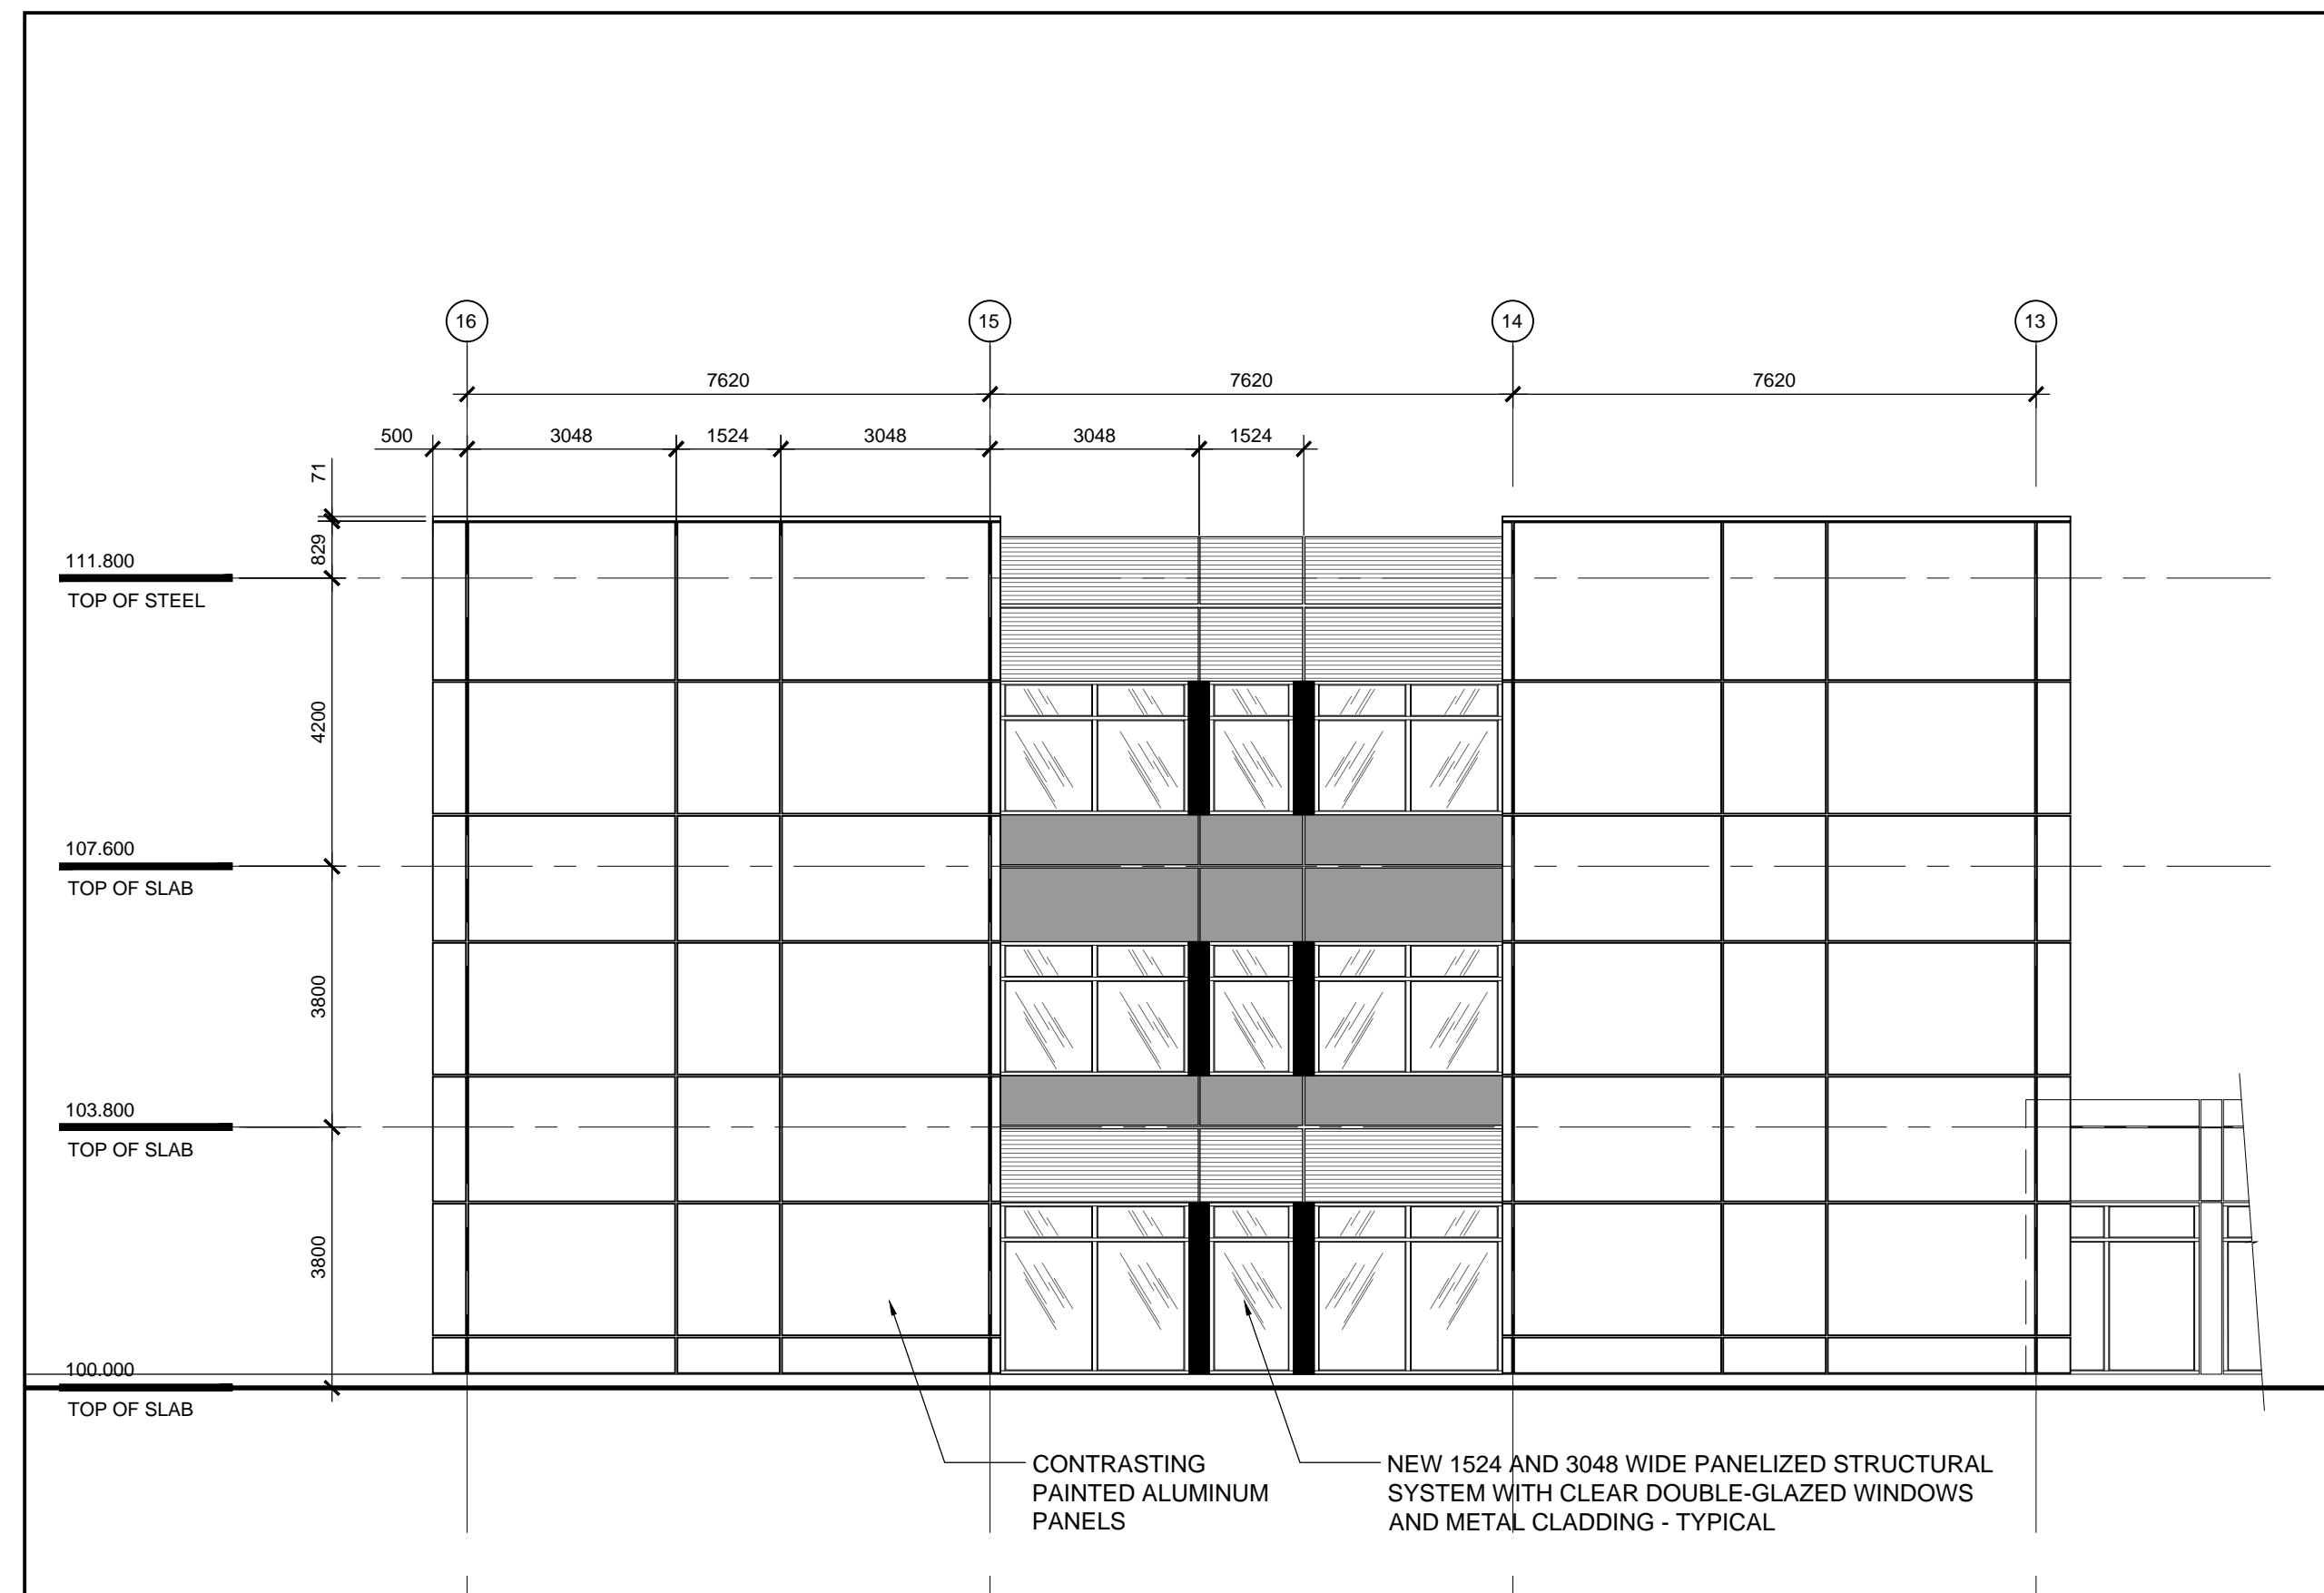 16 15 14 13
7620 7620 7620
500 3048 1524 3048 3048 1524
71
829
111.800
TOP OF STEEL
4200
107.600
TOP OF SLAB
3800
103.800
TOP OF SLAB
3800
100.000
TOP OF SLAB
CONTRASTING
PAINTED ALUMINUM
PANELS
NEW 1524 AND 3048 WIDE PANELIZED STRUCTURAL
SYSTEM WITH CLEAR DOUBLE-GLAZED WINDOWS
AND METAL CLADDING - TYPICAL